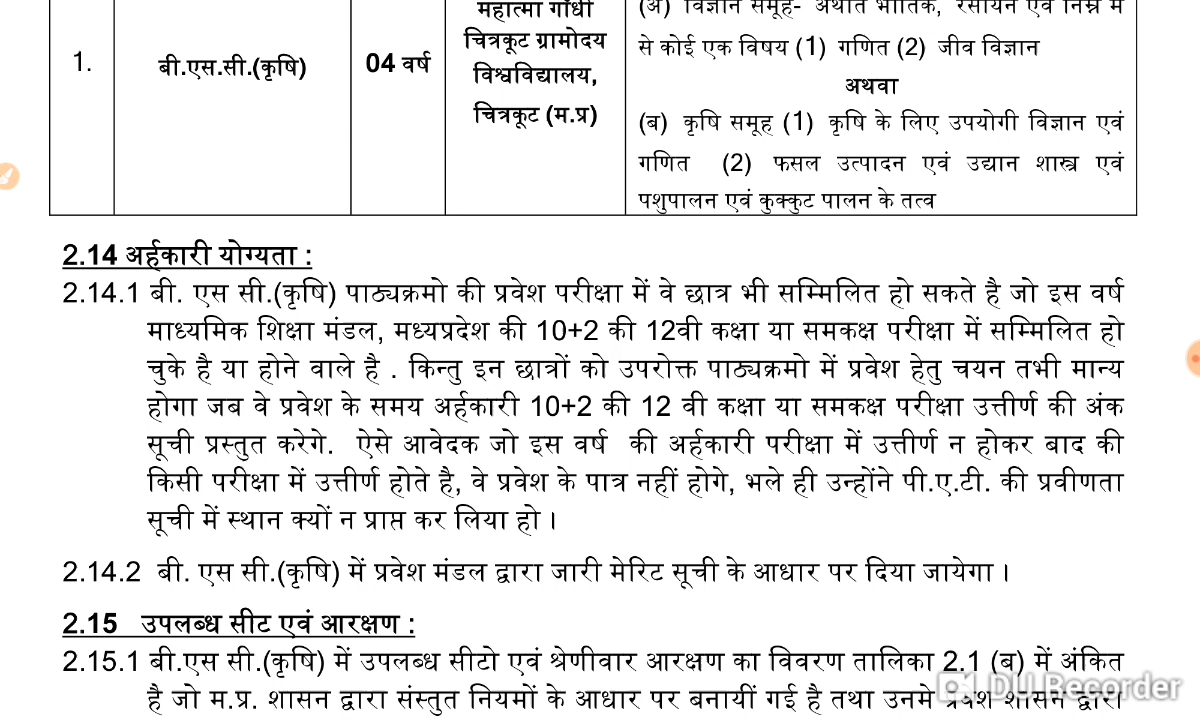 महात्मा गाँधी
चित्रकूट ग्रामोदय
विश्वविद्यालय,
चित्रकूट (म.प्र)
1.
बी.एस.सी.(कृषि)
04 वर्ष
(अ) विज्ञान समूह- अर्थात भौतिक, रसायन एवं निम्न में
से कोई एक विषय (1) गणित (2) जीव विज्ञान
अथवा
(ब) कृषि समूह (1) कृषि के लिए उपयोगी विज्ञान एवं
गणित (2) फसल उत्पादन एवं उद्यान शास्त्र एवं
पशुपालन एवं कुक्कुट पालन के तत्व
2.14 अर्हकारी योग्यता :
2.14.1 बी. एस सी.(कृषि) पाठ्यक्रमो की प्रवेश परीक्षा में वे छात्र भी सम्मिलित हो सकते है जो इस वर्ष
माध्यमिक शिक्षा मंडल, मध्यप्रदेश की 10+2 की 12वी कक्षा या समकक्ष परीक्षा में सम्मिलित हो
चुके है या होने वाले है . किन्तु इन छात्रों को उपरोक्त पाठ्यक्रमो में प्रवेश हेतु चयन तभी मान्य
होगा जब वे प्रवेश के समय अर्हकारी 10+2 की 12 वी कक्षा या समकक्ष परीक्षा उत्तीर्ण की अंक
सूची प्रस्तुत करेगे. ऐसे आवेदक जो इस वर्ष की अर्हकारी परीक्षा में उत्तीर्ण न होकर बाद की
किसी परीक्षा में उत्तीर्ण होते है, वे प्रवेश के पात्र नहीं होगे, भले ही उन्होंने पी.ए.टी. की प्रवीणता
सूची में स्थान क्यों न प्राप्त कर लिया हो ।
2.14.2 बी. एस सी.(कृषि) में प्रवेश मंडल द्वारा जारी मेरिट सूची के आधार पर दिया जायेगा ।
2.15 उपलब्ध सीट एवं आरक्षण :
2.15.1 बी.एस सी.(कृषि) में उपलब्ध सीटो एवं श्रेणीवार आरक्षण का विवरण तालिका 2.1 (ब) में अंकित
है जो म.प्र. शासन द्वारा संस्तुत नियमों के आधार पर बनायीं गई है तथा उनमे प्रवेश शासन द्वारा
DU Recorder